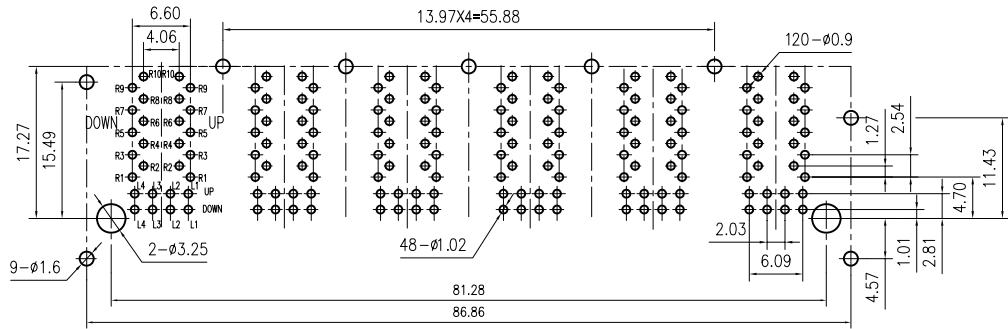 6.60
13.97X4=55.88
4.06
120-ø0.9
R10 R10
R9 R9
R8 R8
R7 R7
DOWN R6 R6 UP
R5 R5
R4 R4
R3 R3
R2 R2
R1 R1
L4 L3 L2 L1
UP
DOWN
L4 L3 L2 L1
17.27
15.49
2.54
1.27
11.43
4.70
2-ø3.25
48-ø1.02
2.03
6.09
1.01
2.81
4.57
9-ø1.6
81.28
86.86